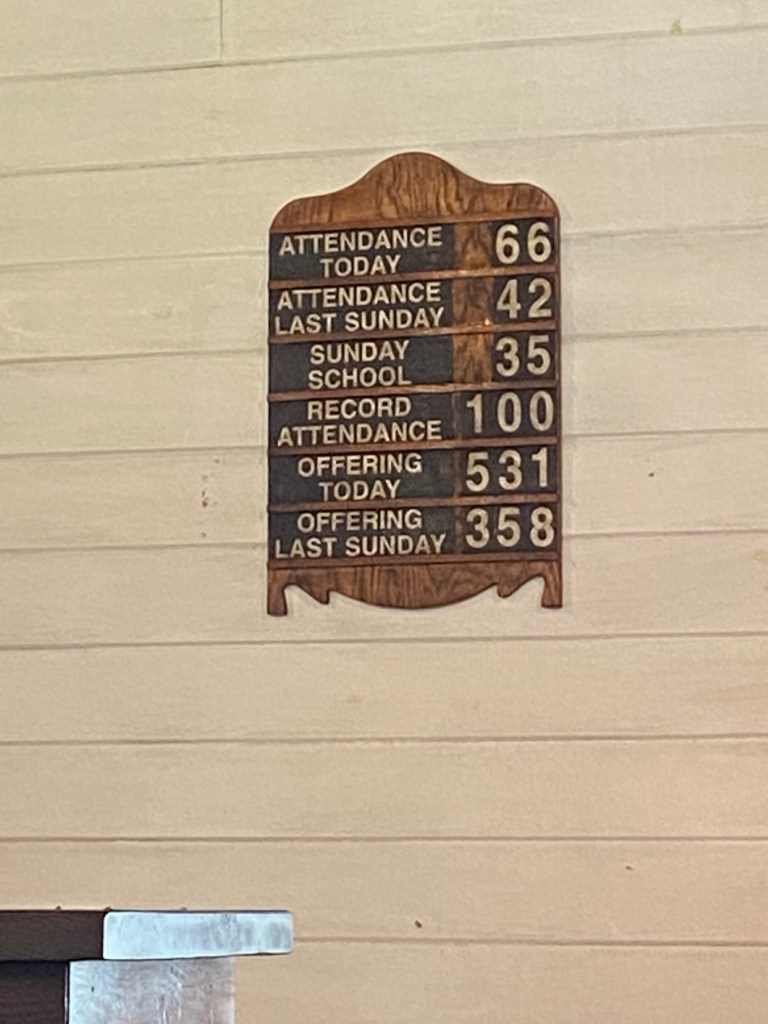 ATTENDANCE TODAY 66
ATTENDANCE LAST SUNDAY 42
SUNDAY SCHOOL 35
RECORD ATTENDANCE 100
OFFERING TODAY 531
OFFERING LAST SUNDAY 358